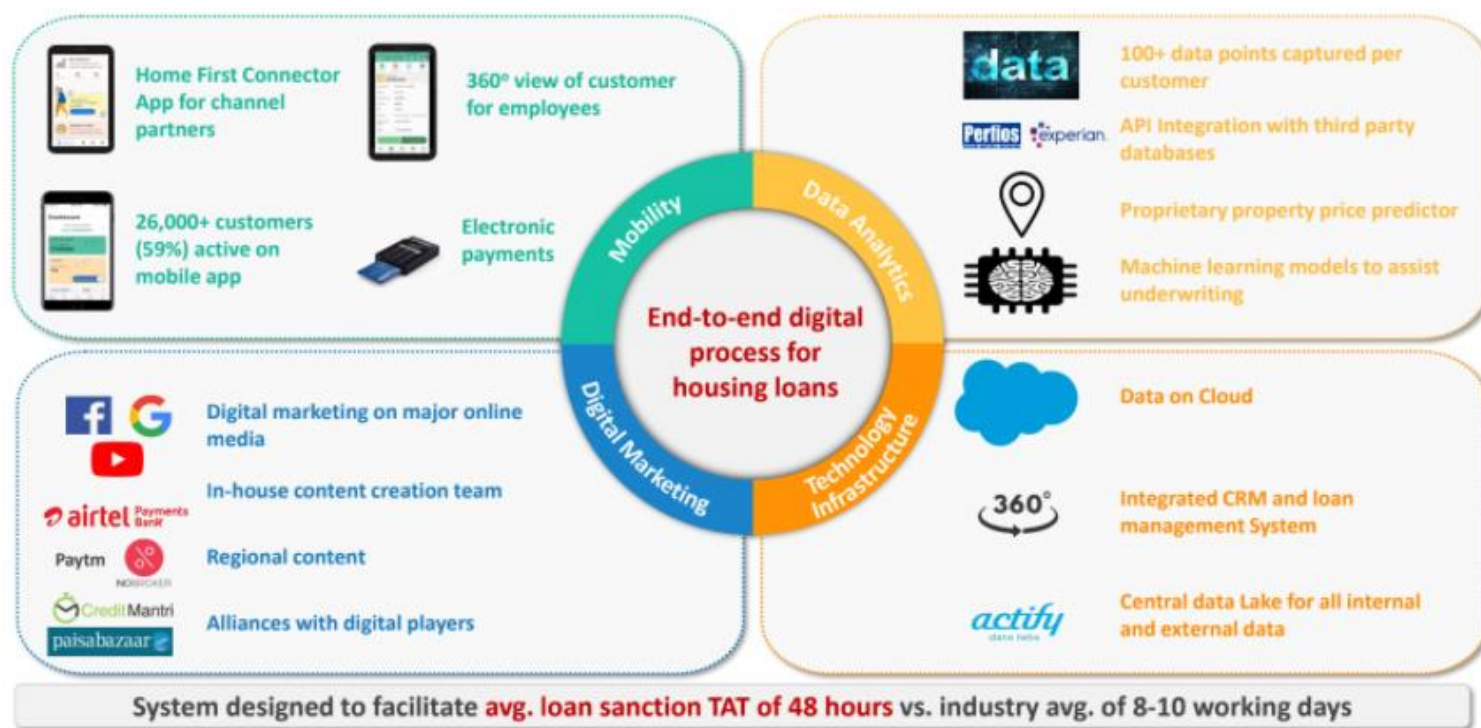 Home First Connector
App for channel
partners
360° view of customer
for employees
26,000+ customers
(59%) active on
mobile app
Electronic
payments
Dashboard
Mobility
data
100+ data points captured per
customer
Perfios
experian.
API Integration with third party
databases
Proprietary property price predictor
Machine learning models to assist
underwriting
Data Analytics
End-to-end digital
process for
housing loans
Digital marketing on major online
media
In-house content creation team
airtel Payments
Bank
Paytm
NOBROKER
Regional content
CreditMantri
paisabazaar
Alliances with digital players
Digital Marketing
Technology
Infrastructure
Data on Cloud
360°
Integrated CRM and loan
management System
actify
data labs
Central data Lake for all internal
and external data
System designed to facilitate avg. loan sanction TAT of 48 hours vs. industry avg. of 8-10 working days